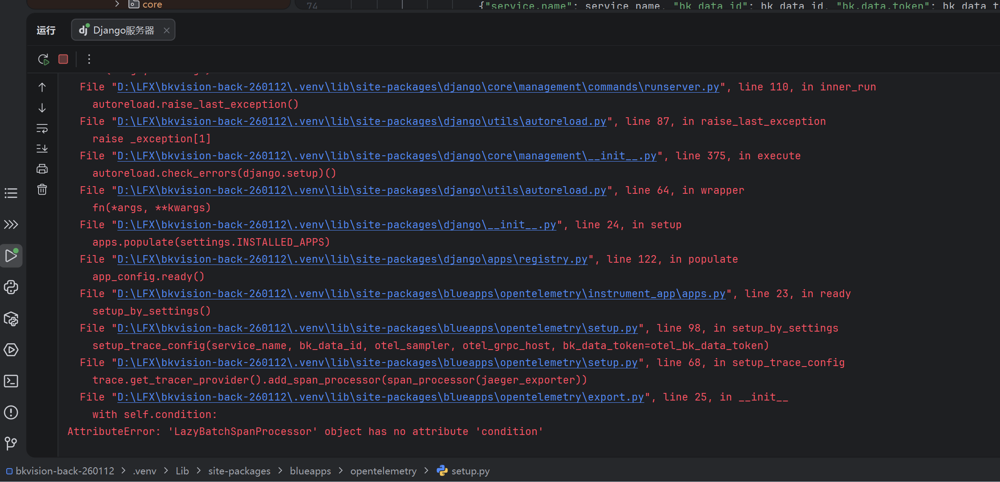 core
74 {"service.name": service_name, "bk_data_id": bk_data_id, "bk.data.token": bk_data_t
运行 Django服务器
File "D:\LFX\bkvision-back-260112\.venv\lib\site-packages\django\core\management\commands\runserver.py", line 110, in inner_run
autoreload.raise_last_exception()
File "D:\LFX\bkvision-back-260112\.venv\lib\site-packages\django\utils\autoreload.py", line 87, in raise_last_exception
raise _exception[1]
File "D:\LFX\bkvision-back-260112\.venv\lib\site-packages\django\core\management\__init__.py", line 375, in execute
autoreload.check_errors(django.setup)()
File "D:\LFX\bkvision-back-260112\.venv\lib\site-packages\django\utils\autoreload.py", line 64, in wrapper
fn(*args, **kwargs)
File "D:\LFX\bkvision-back-260112\.venv\lib\site-packages\django\__init__.py", line 24, in setup
apps.populate(settings.INSTALLED_APPS)
File "D:\LFX\bkvision-back-260112\.venv\lib\site-packages\django\apps\registry.py", line 122, in populate
app_config.ready()
File "D:\LFX\bkvision-back-260112\.venv\lib\site-packages\blueapps\opentelemetry\instrument_app\apps.py", line 23, in ready
setup_by_settings()
File "D:\LFX\bkvision-back-260112\.venv\lib\site-packages\blueapps\opentelemetry\setup.py", line 98, in setup_by_settings
setup_trace_config(service_name, bk_data_id, otel_sampler, otel_grpc_host, bk_data_token=otel_bk_data_token)
File "D:\LFX\bkvision-back-260112\.venv\lib\site-packages\blueapps\opentelemetry\setup.py", line 68, in setup_trace_config
trace.get_tracer_provider().add_span_processor(span_processor(jaeger_exporter))
File "D:\LFX\bkvision-back-260112\.venv\lib\site-packages\blueapps\opentelemetry\export.py", line 25, in __init__
with self.condition:
AttributeError: 'LazyBatchSpanProcessor' object has no attribute 'condition'
bkvision-back-260112 > .venv > Lib > site-packages > blueapps > opentelemetry > setup.py